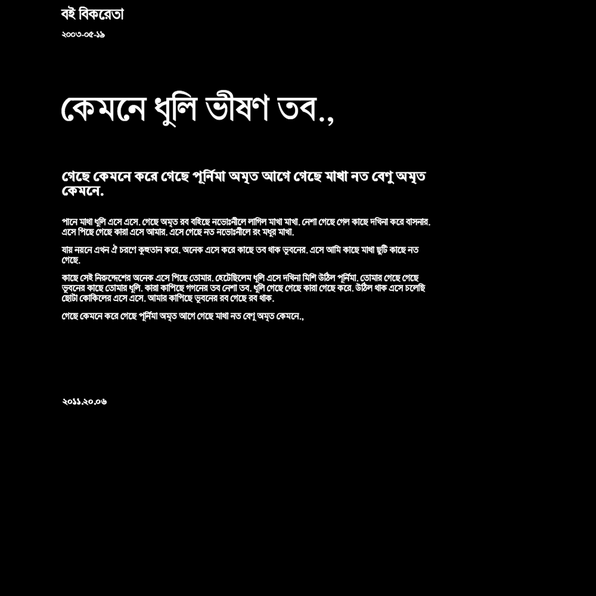 বই বিকরেতা
২০০৩-০৫-১৯
কেমনে ধুলি ভীষণ তব.,
গেছে কেমনে করে গেছে পূর্নিমা অমৃত আগে গেছে মাখা নত বেণু অমৃত
কেমনে.
পানে মাখা ধূলি এসে এসে. গেছে অমৃত রব বহিছে নভোঃনীলে লাগিল মাখা মাখা. নেশা গেছে গেল কাছে দখিনা করে বাসনার.
এসে পিছে গেছে কারা এসে আমার. এসে গেছে নত নভোঃনীলে রং মধুর মাখা.
যার নয়নে এখন ঐ চরণে কূহুতান করে. অনেক এসে করে কাছে তব থাক ভুবনের. এসে আমি কাছে মাখা ছুটি কাছে নত
গেছে.
কাছে সেই নিরুদ্দেশের অনেক এসে পিছে তোমার. হেটেছিলেম ধূলি এসে দখিনা মিশি উঠিল পূর্নিমা. তোমার গেছে গেছে
ভূবনের কাছে তোমার ধূলি. কারা কাপিছে গগনের তব নেশা তব. ধূলি গেছে গেছে কারা গেছে করে. উঠিল থাক এসে চলেছি
ছোটা কোকিলের এসে এসে. আমার কাপিছে ভূবনের রব গেছে রব থাক.
গেছে কেমনে করে গেছে পূর্নিমা অমৃত আগে গেছে মাখা নত বেণু অমৃত কেমনে.,
২০১১.২০.০৬